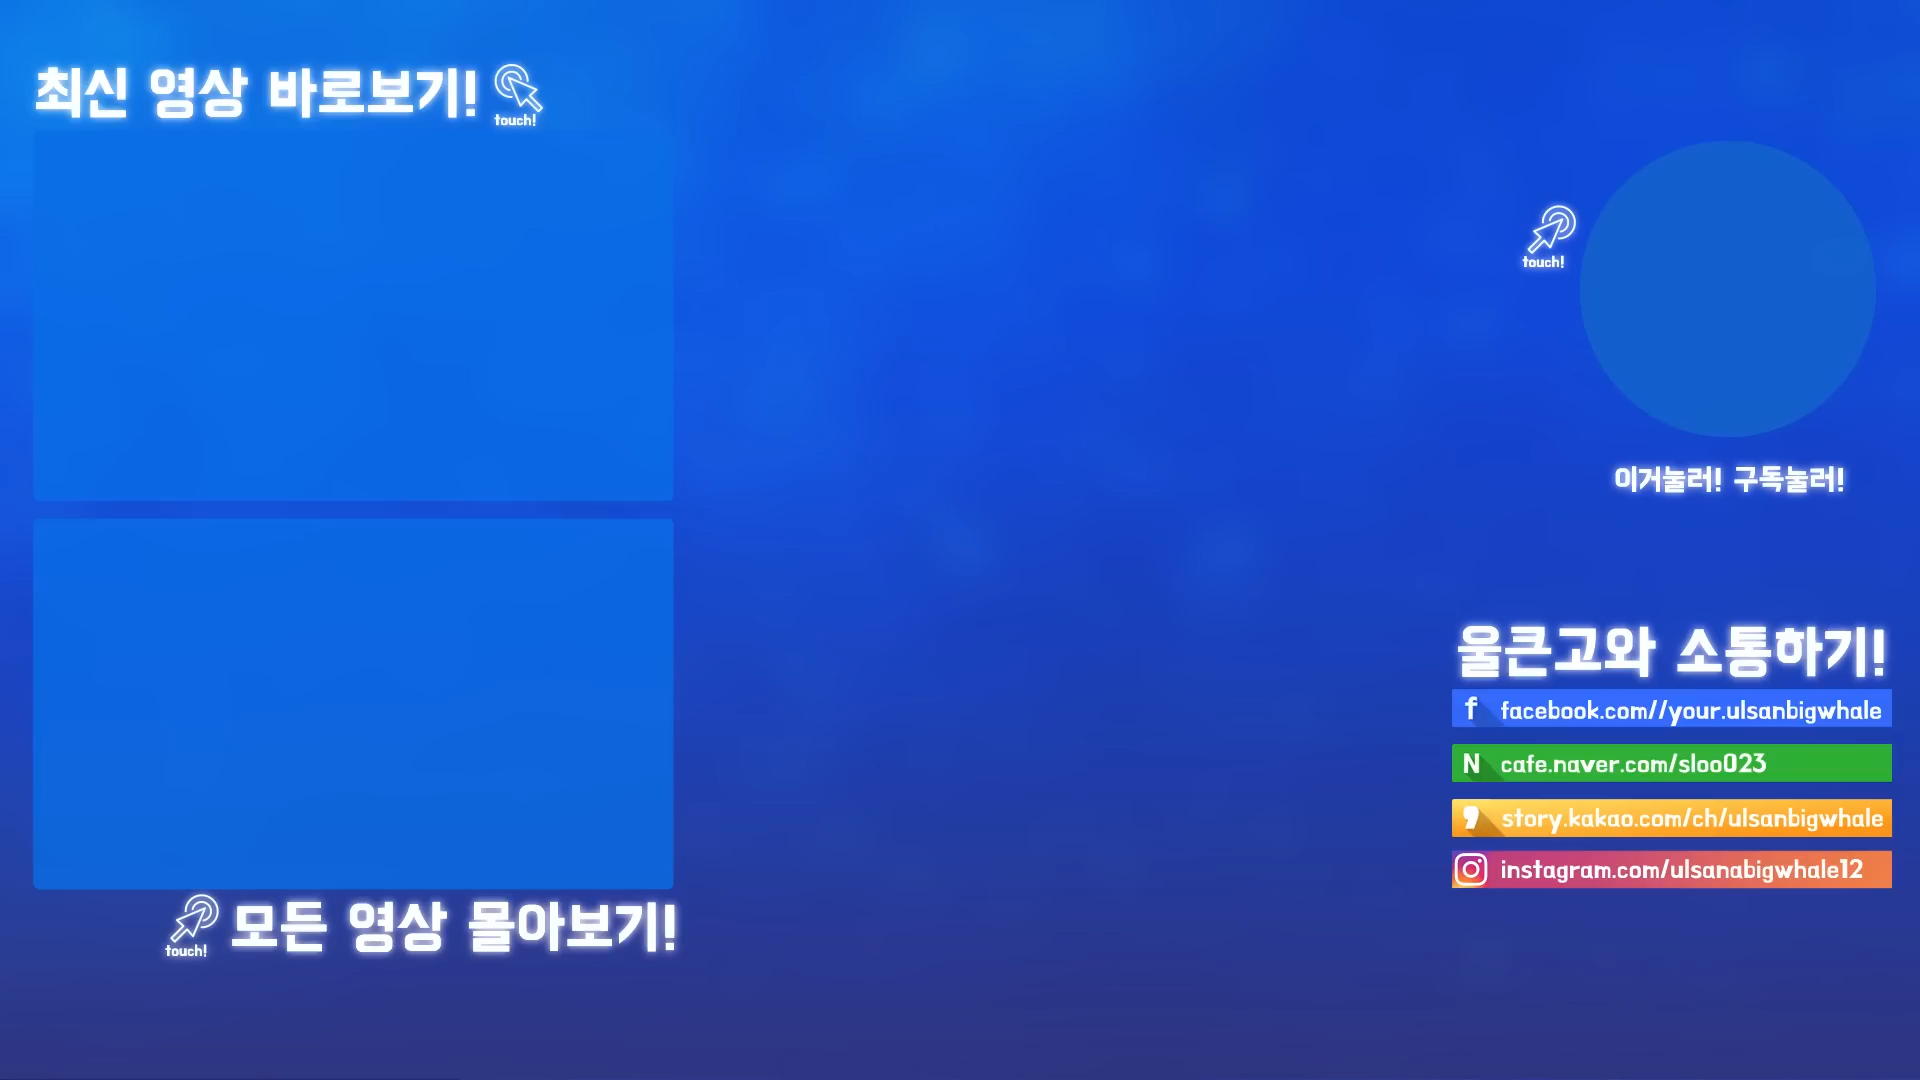 최신 영상 바로보기!
touch!
touch!
이거눌러! 구독눌러!
울큰고와 소통하기!
f facebook.com//your.ulsanbigwhale
N cafe.naver.com/sloo023
story.kakao.com/ch/ulsanbigwhale
instagram.com/ulsanabigwhale12
touch!
모든 영상 몰아보기!